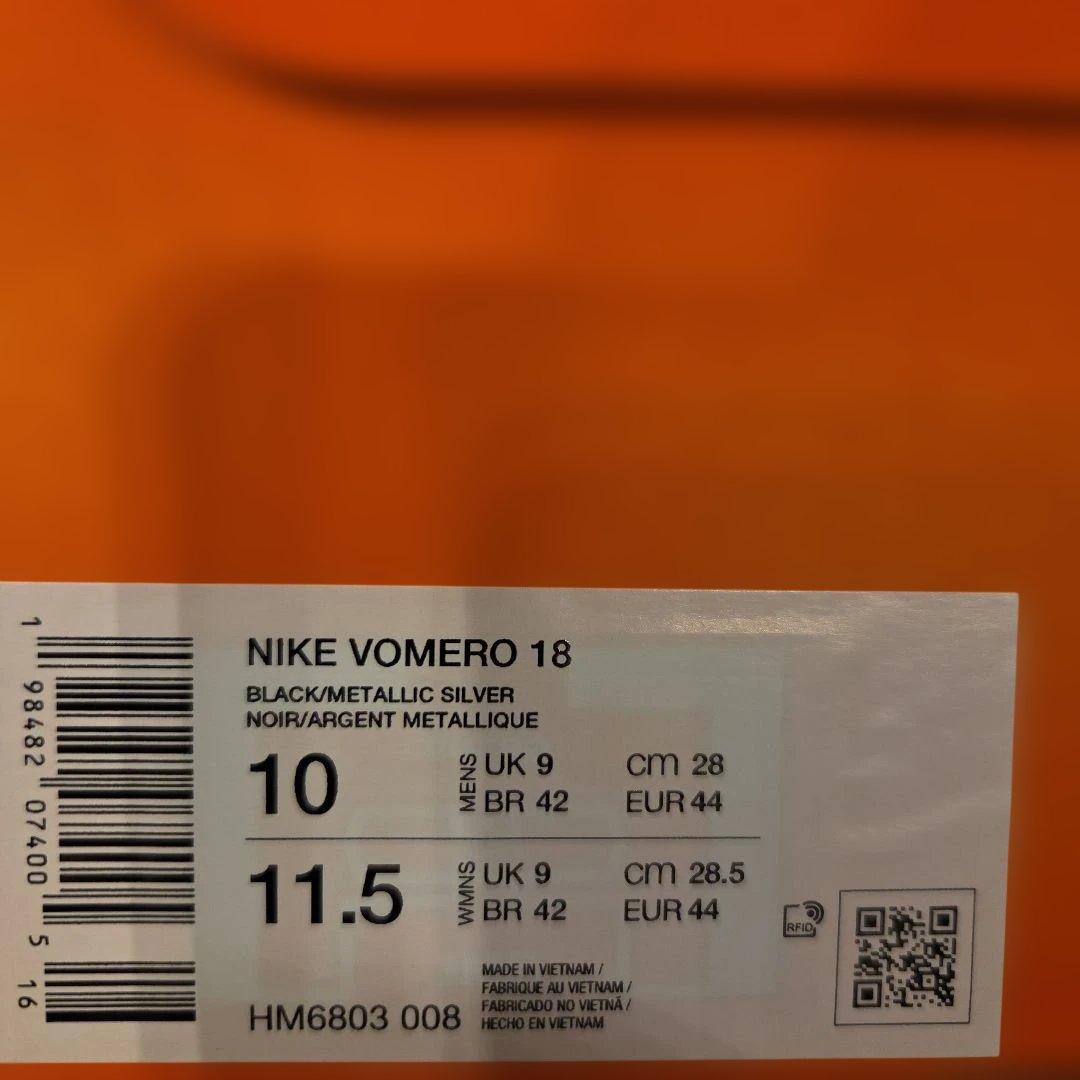 NIKE VOMERO 18
BLACK/METALLIC SILVER
NOIR/ARGENT METALLIQUE
10
MENS
UK 9
cm 28
BR 42
EUR 44
11.5
WMNS
UK 9
cm 28.5
BR 42
EUR 44
HM6803 008
MADE IN VIETNAM /
FABRIQUE AU VIETNAM /
FABRICADO NO VIETNÃ /
HECHO EN VIETNAM
RFID
1 98482 07400 5
16